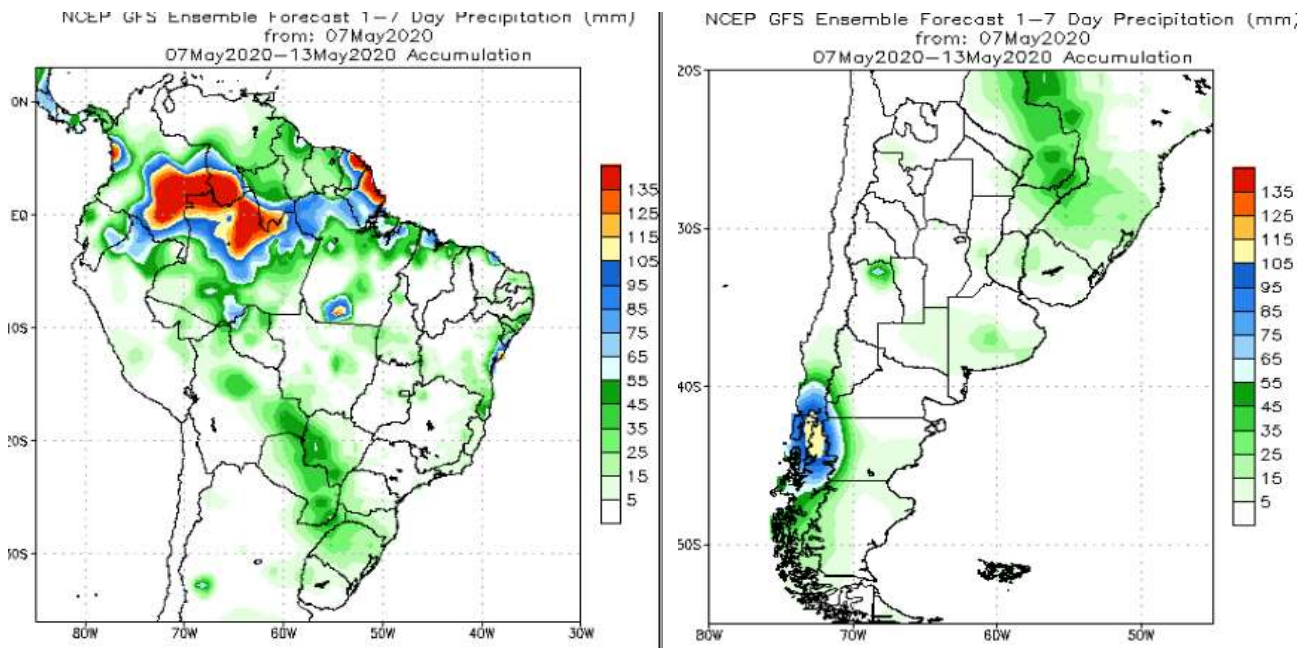 NCEP GFS Ensemble Forecast 1–7 Day Precipitation (mm)
from: 07May2020
07May2020–13May2020 Accumulation
0N
EQ
10S
20S
30S
80W
70W
60W
50W
40W
30W
135
125
115
105
95
85
75
65
55
45
35
25
15
5
NCEP GFS Ensemble Forecast 1–7 Day Precipitation (mm)
from: 07May2020
07May2020–13May2020 Accumulation
20S
30S
40S
50S
80W
70W
60W
50W
135
125
115
105
95
85
75
65
55
45
35
25
15
5